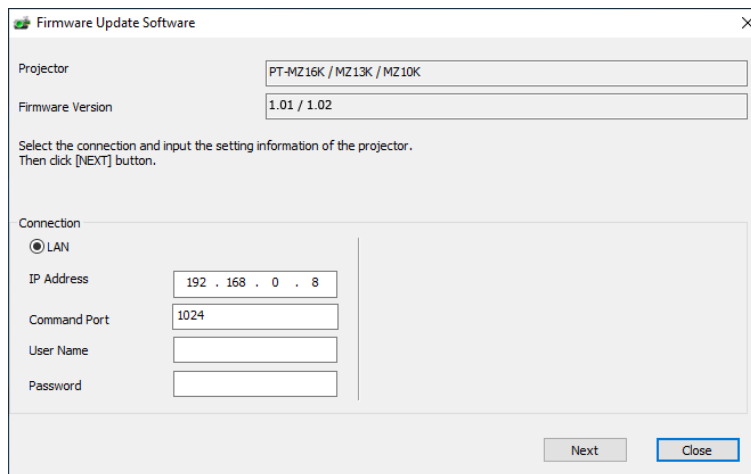 Firmware Update Software
Projector PT-MZ16K / MZ13K / MZ10K
Firmware Version 1.01 / 1.02
Select the connection and input the setting information of the projector.
Then click [NEXT] button.
Connection
LAN
IP Address 192 . 168 . 0 . 8
Command Port 1024
User Name
Password
Next Close